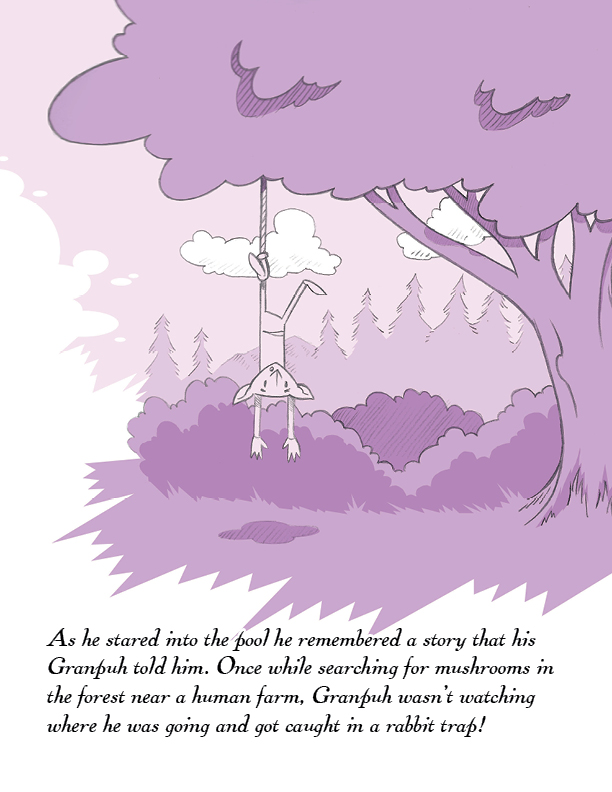 As he stared into the pool he remembered a story that his
Granpuh told him. Once while searching for mushrooms in
the forest near a human farm, Granpuh wasn't watching
where he was going and got caught in a rabbit trap!